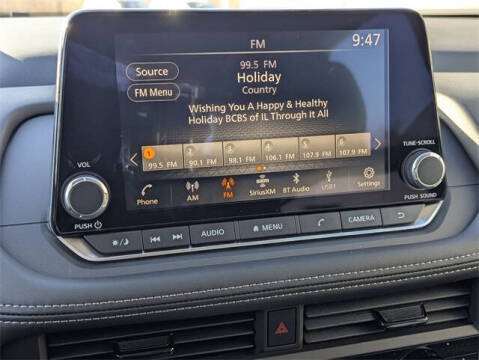 FM
9:47
Source
FM Menu
99.5 FM
Holiday
Country
Wishing You A Happy & Healthy
Holiday BCBS of IL Through It All
1 2 3 4 5 6
99.5 90.1 FM 98.1 FM 106.1 FM 107.9 FM 107.9 FM
Phone AM FM SiriusXM BT Audio USB1 Settings
VOL
PUSH
TUNE·SCROLL
PUSH SOUND
AUDIO MENU CAMERA